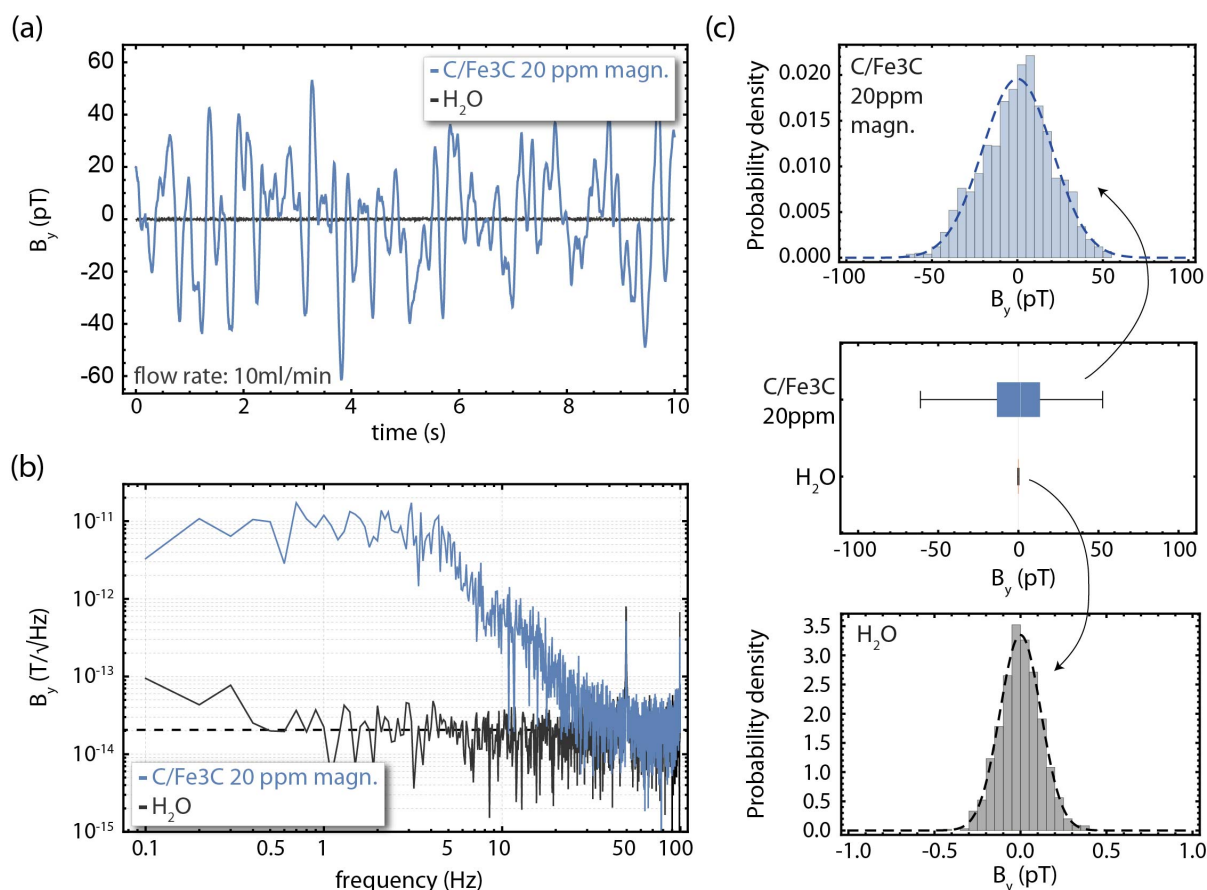 (a)
60
40
20
0
-20
-40
-60
B_y (pT)
C/Fe3C 20 ppm magn.
H₂O
flow rate: 10ml/min
0 2 4 6 8 10
time (s)
(b)
10⁻¹¹
10⁻¹²
10⁻¹³
10⁻¹⁴
10⁻¹⁵
B_y (T/√Hz)
C/Fe3C 20 ppm magn.
H₂O
0.1 0.5 1 5 10 50 100
frequency (Hz)
(c)
C/Fe3C
20ppm
magn.
0.020
0.015
0.010
0.005
0.000
Probability density
-100 -50 0 50 100
B_y (pT)
C/Fe3C
20ppm
H₂O
-100 -50 0 50 100
B_y (pT)
H₂O
3.5
3.0
2.5
2.0
1.5
1.0
0.5
0.0
Probability density
-1.0 -0.5 0.0 0.5 1.0
B_y (pT)